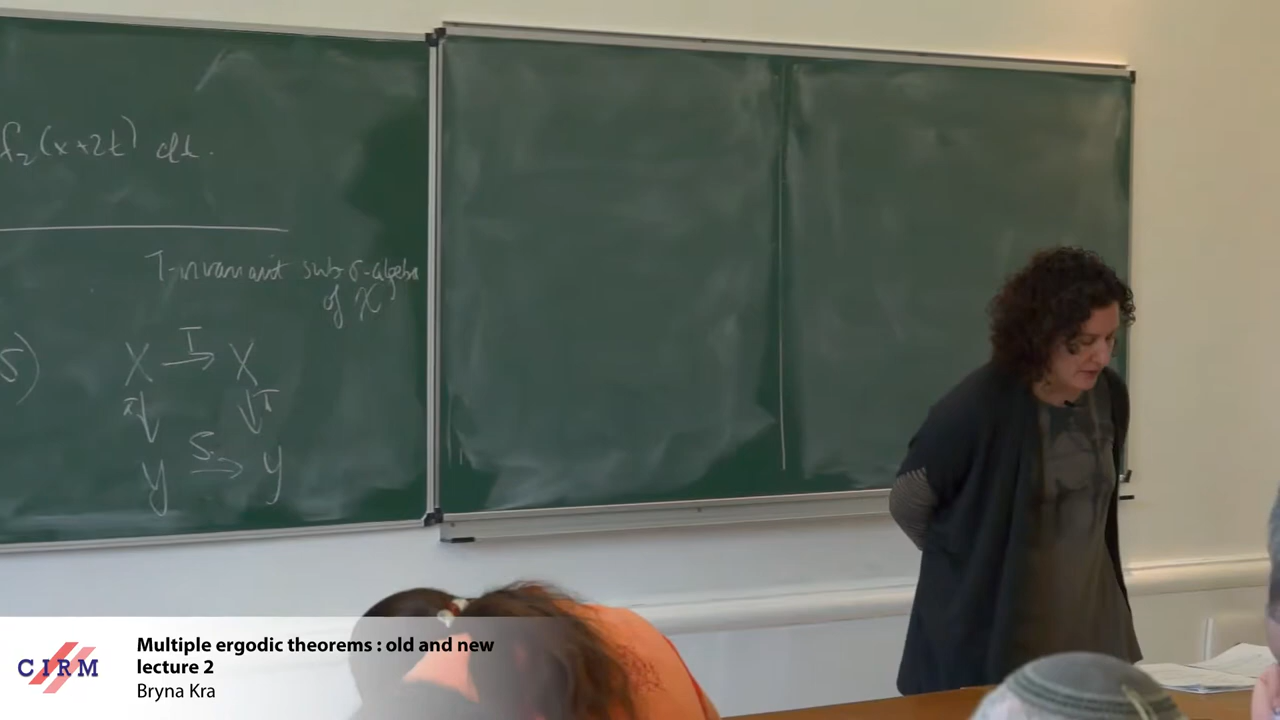 f₂(x+2t) dt.
T-invariant sub-σ-algebra
of X
S)
X T→ X
π↓ ↓π
Y S→ Y
CIRM
Multiple ergodic theorems : old and new
lecture 2
Bryna Kra